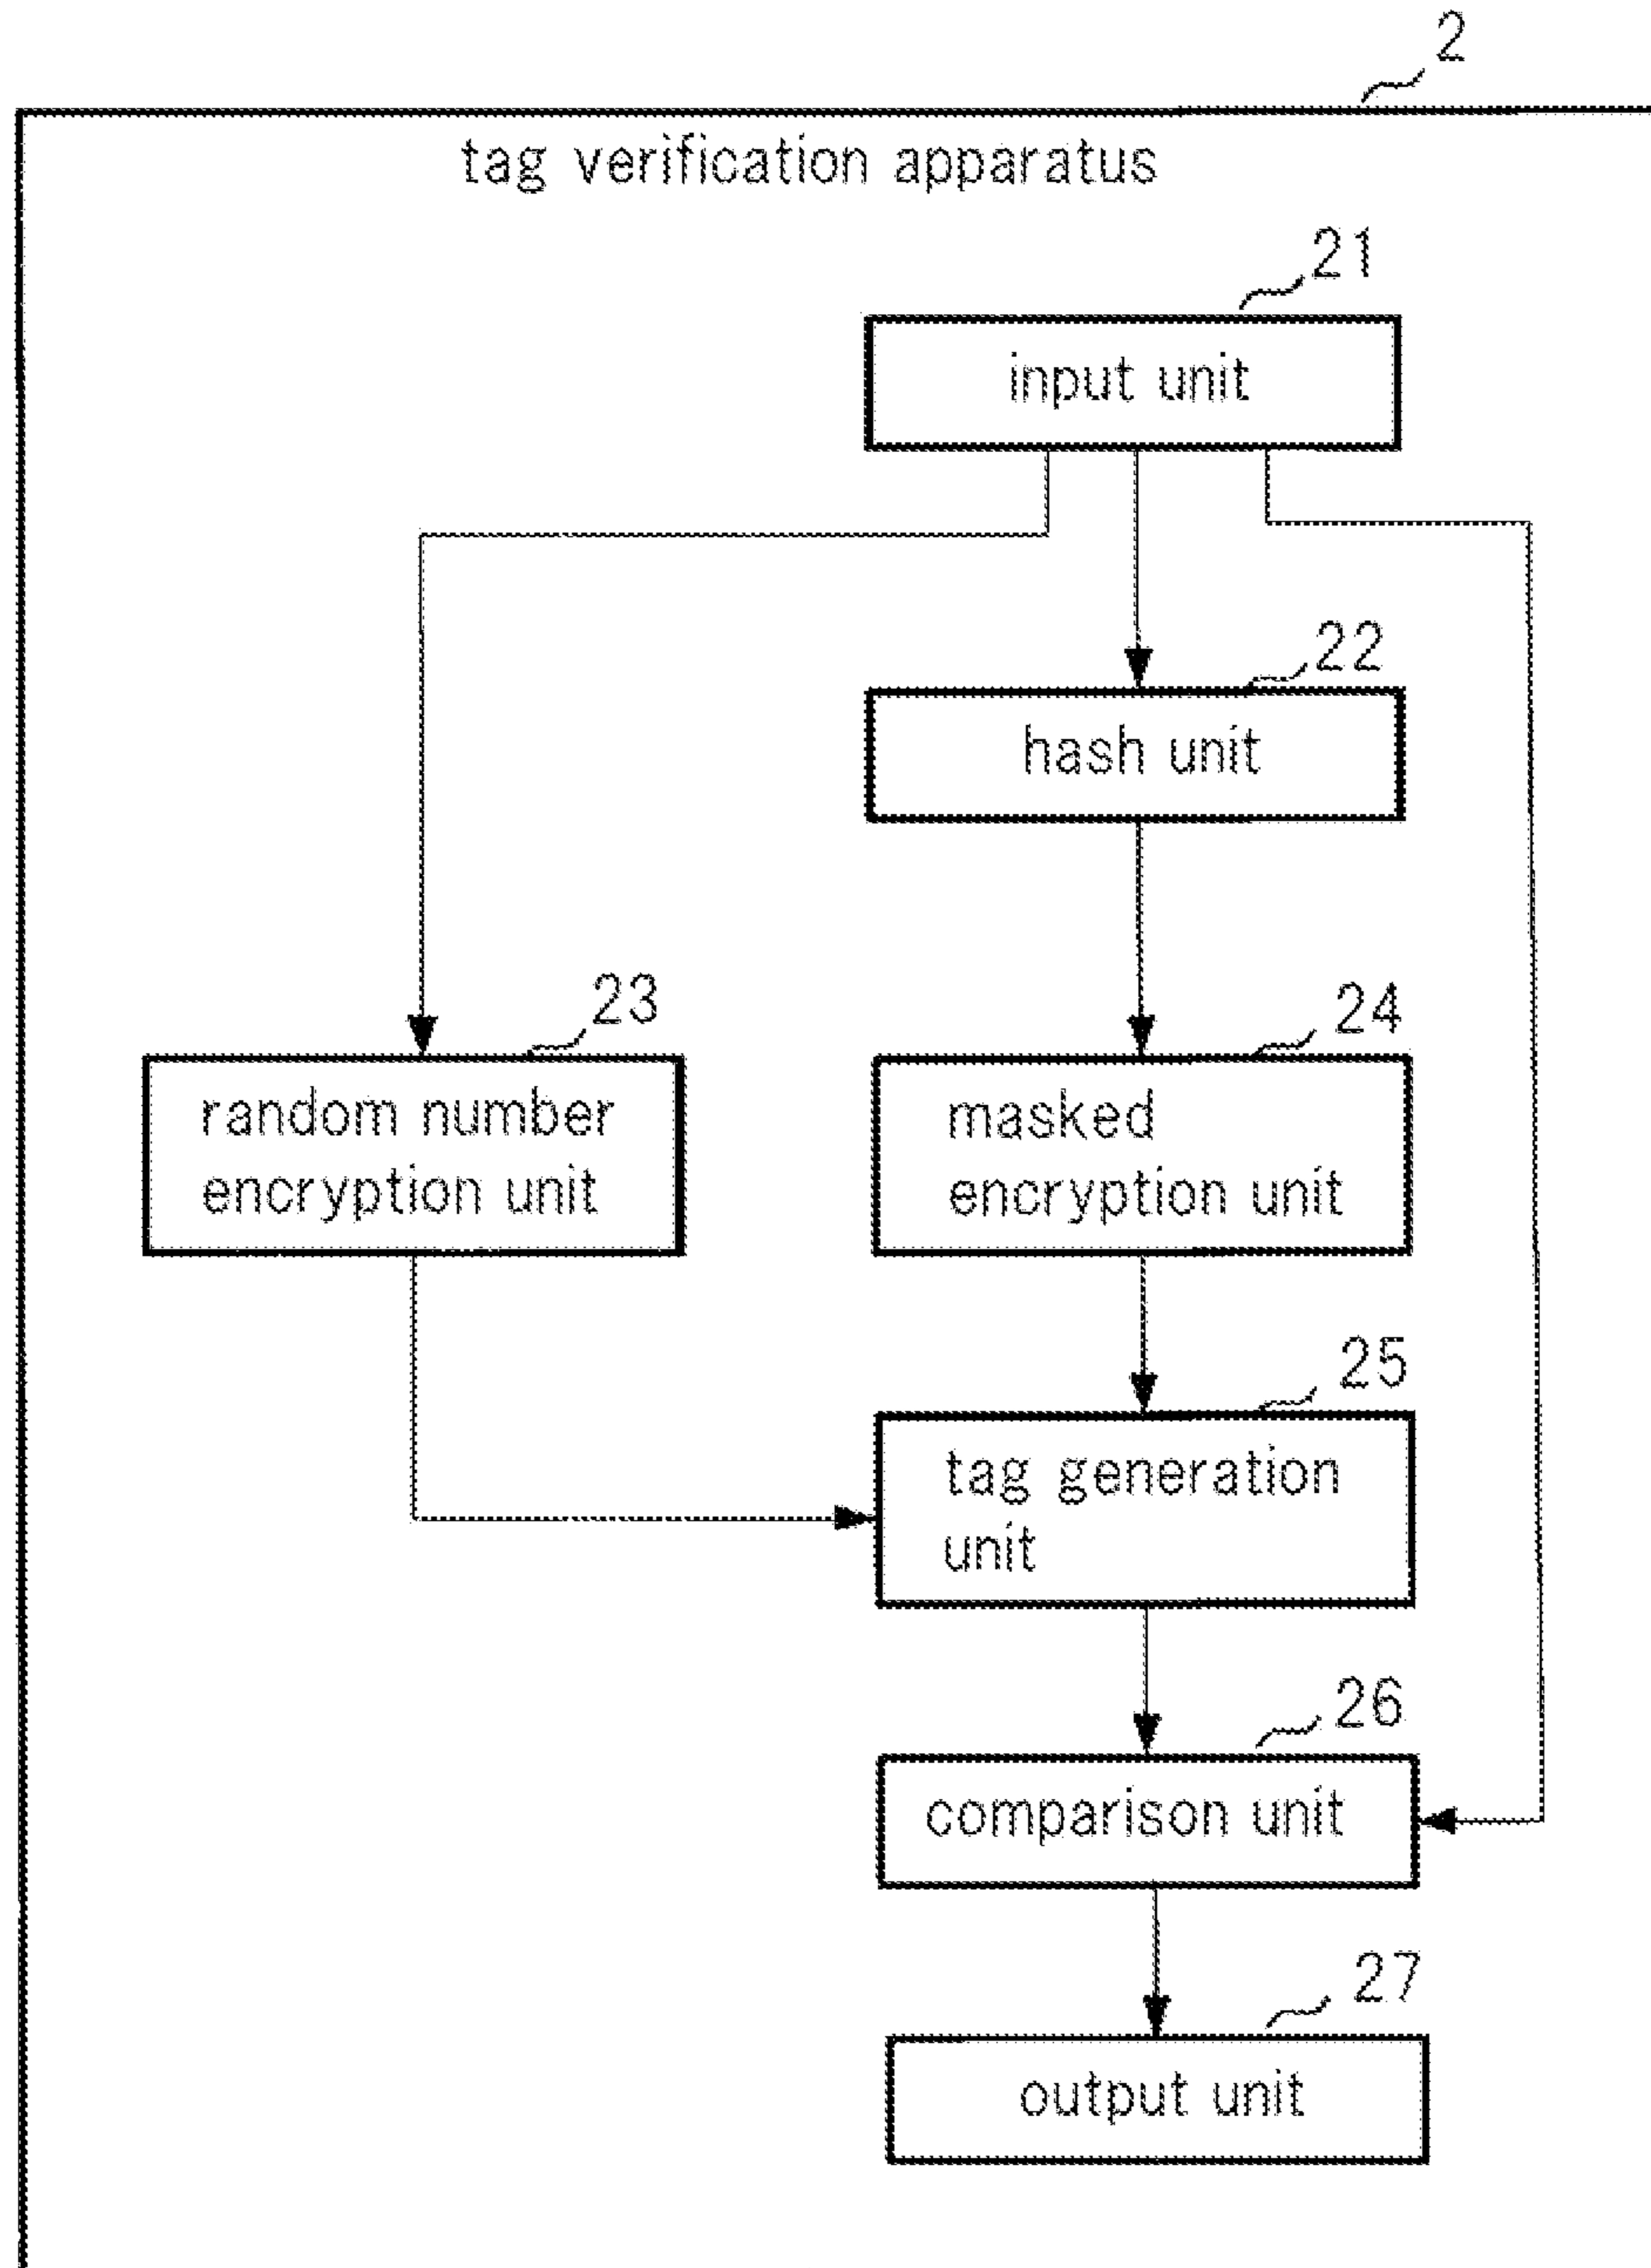 2
tag verification apparatus
21
input unit
22
hash unit
23
random number
encryption unit
24
masked
encryption unit
25
tag generation
unit
26
comparison unit
27
output unit